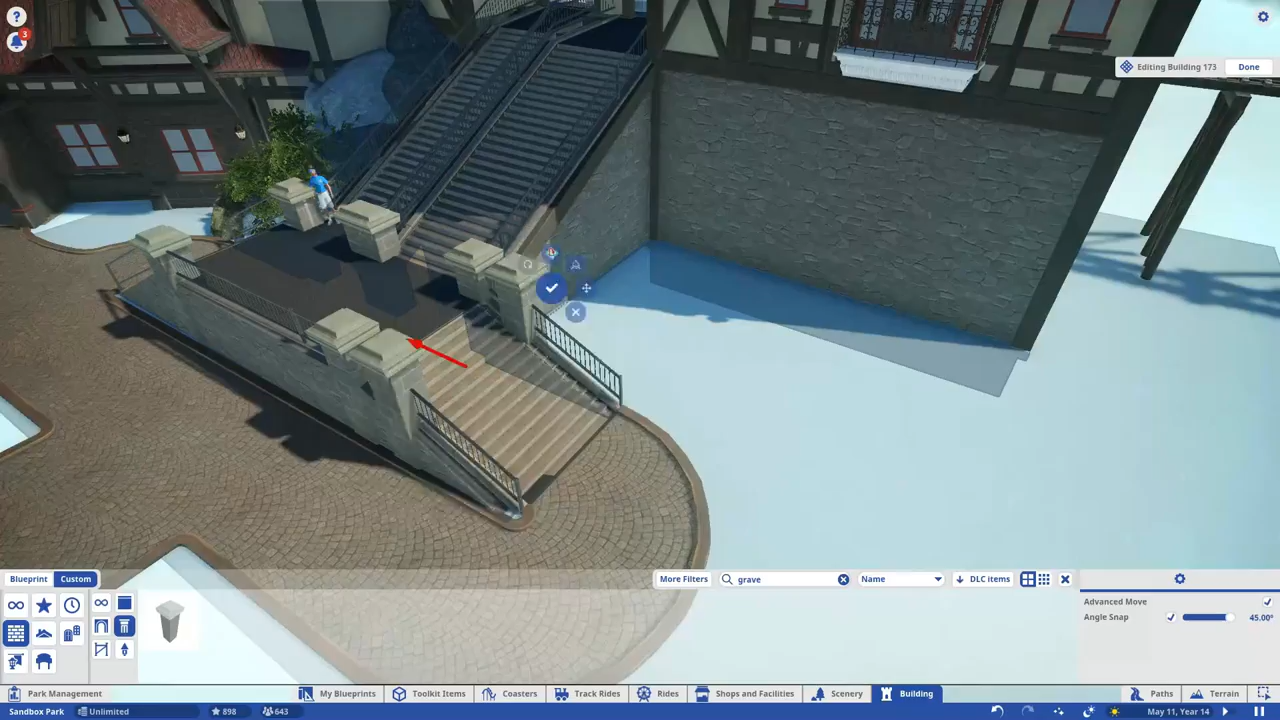 ?
3
Editing Building 173 Done
Blueprint Custom More Filters grave Name DLC items
Advanced Move
Angle Snap 45.00°
Park Management My Blueprints Toolkit Items Coasters Track Rides Rides Shops and Facilities Scenery Building Paths Terrain
Sandbox Park Unlimited 898 643 May 11, Year 14